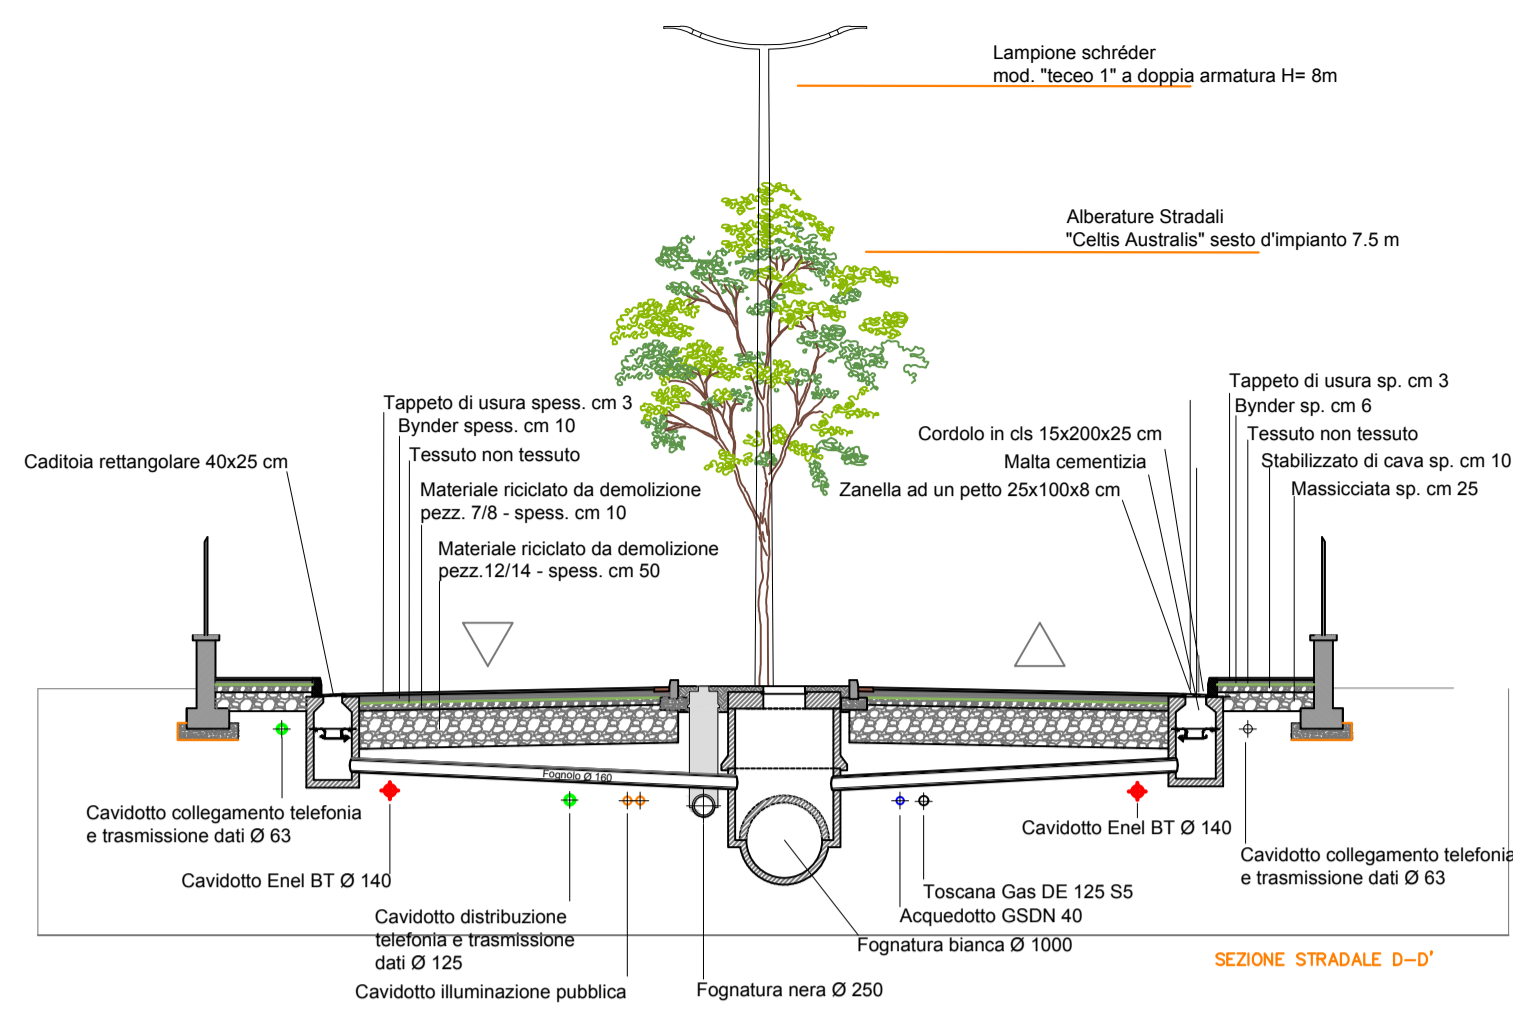 Lampione schréder
mod. "teceo 1" a doppia armatura H= 8m
Alberature Stradali
"Celtis Australis" sesto d'impianto 7.5 m
Tappeto di usura spess. cm 3
Bynder spess. cm 10
Tessuto non tessuto
Caditoia rettangolare 40x25 cm
Materiale riciclato da demolizione
pezz. 7/8 - spess. cm 10
Materiale riciclato da demolizione
pezz.12/14 - spess. cm 50
Tappeto di usura sp. cm 3
Bynder sp. cm 6
Cordolo in cls 15x200x25 cm
Tessuto non tessuto
Malta cementizia
Stabilizzato di cava sp. cm 10
Zanella ad un petto 25x100x8 cm
Massicciata sp. cm 25
Fognolo Ø 160
Cavidotto collegamento telefonia
e trasmissione dati Ø 63
Cavidotto Enel BT Ø 140
Cavidotto distribuzione
telefonia e trasmissione
dati Ø 125
Cavidotto illuminazione pubblica
Fognatura nera Ø 250
Cavidotto Enel BT Ø 140
Cavidotto collegamento telefonia
e trasmissione dati Ø 63
Toscana Gas DE 125 S5
Acquedotto GSDN 40
Fognatura bianca Ø 1000
SEZIONE STRADALE D-D'